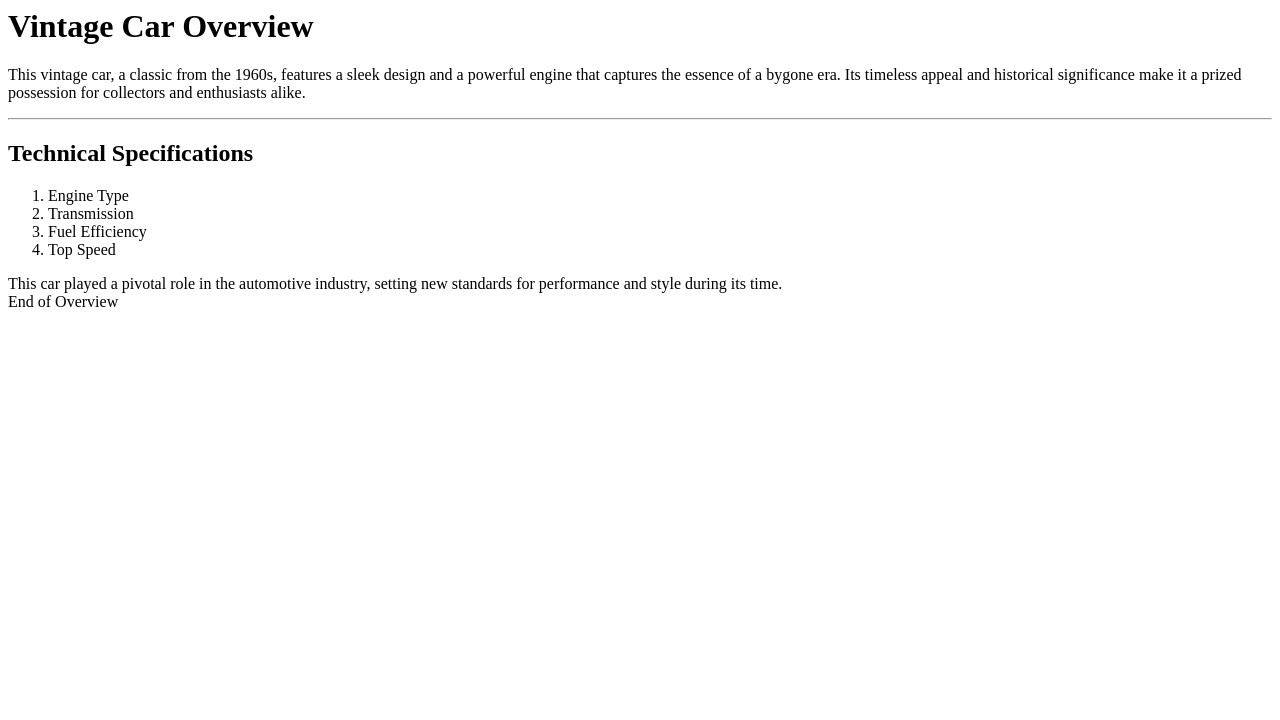 Vintage Car Overview
This vintage car, a classic from the 1960s, features a sleek design and a powerful engine that captures the essence of a bygone era. Its timeless appeal and historical significance make it a prized
possession for collectors and enthusiasts alike.
Technical Specifications
1. Engine Type
2. Transmission
3. Fuel Efficiency
4. Top Speed
This car played a pivotal role in the automotive industry, setting new standards for performance and style during its time.
End of Overview